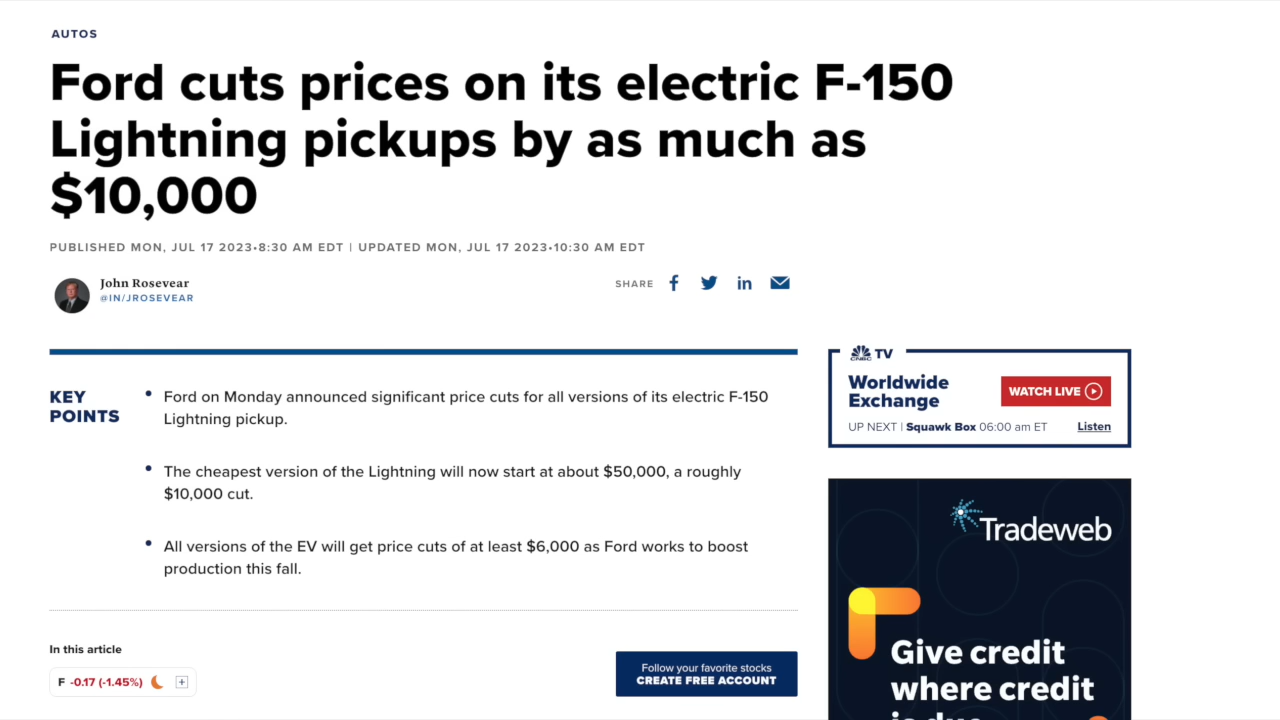 AUTOS
Ford cuts prices on its electric F-150
Lightning pickups by as much as
$10,000
PUBLISHED MON, JUL 17 2023•8:30 AM EDT | UPDATED MON, JUL 17 2023•10:30 AM EDT
John Rosevear
@IN/JROSEVEAR
SHARE
KEY
POINTS
• Ford on Monday announced significant price cuts for all versions of its electric F-150
Lightning pickup.
• The cheapest version of the Lightning will now start at about $50,000, a roughly
$10,000 cut.
• All versions of the EV will get price cuts of at least $6,000 as Ford works to boost
production this fall.
In this article
F -0.17 (-1.45%)
Follow your favorite stocks
CREATE FREE ACCOUNT
CNBC TV
Worldwide
Exchange
WATCH LIVE
UP NEXT | Squawk Box 06:00 am ET
Listen
Tradeweb
Give credit
where credit
is due